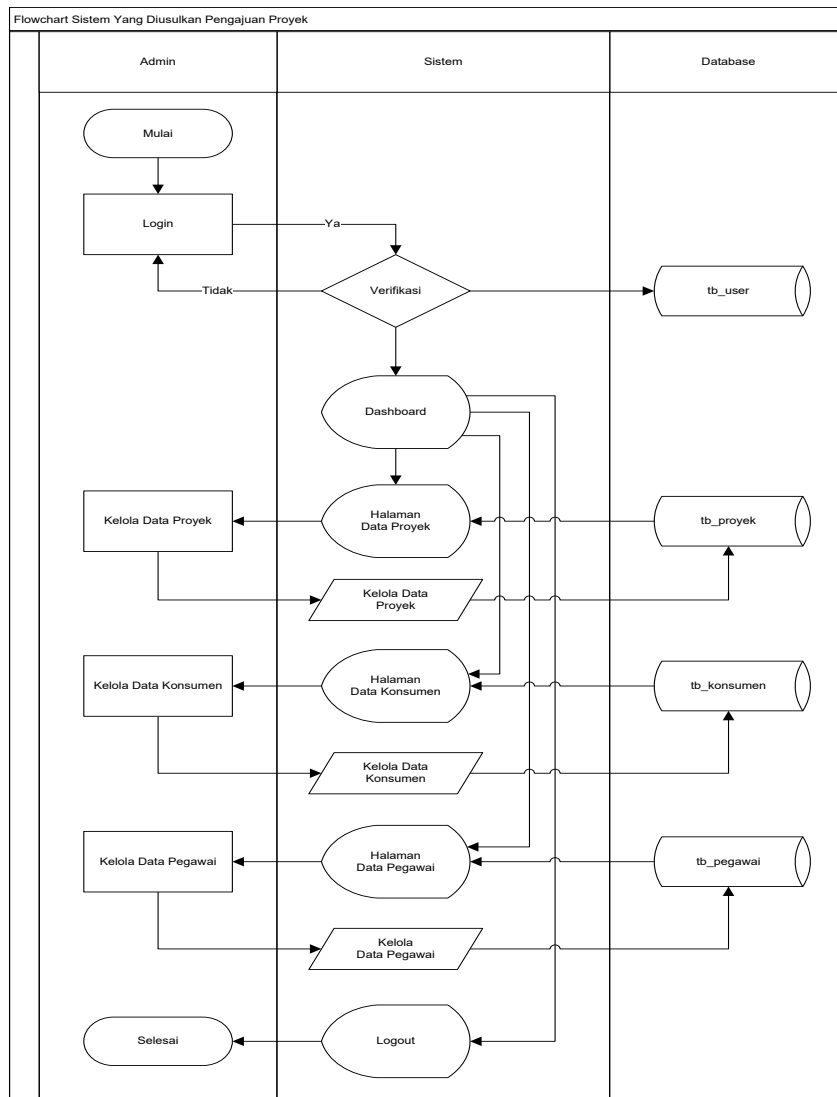 Flowchart Sistem Yang Diusulkan Pengajuan Proyek
Admin
Sistem
Database
Mulai
Login
Ya
Tidak
Verifikasi
tb_user
Dashboard
Kelola Data Proyek
Halaman
Data Proyek
tb_proyek
Kelola Data
Proyek
Kelola Data Konsumen
Halaman
Data Konsumen
tb_konsumen
Kelola Data
Konsumen
Kelola Data Pegawai
Halaman
Data Pegawai
tb_pegawai
Kelola
Data Pegawai
Selesai
Logout